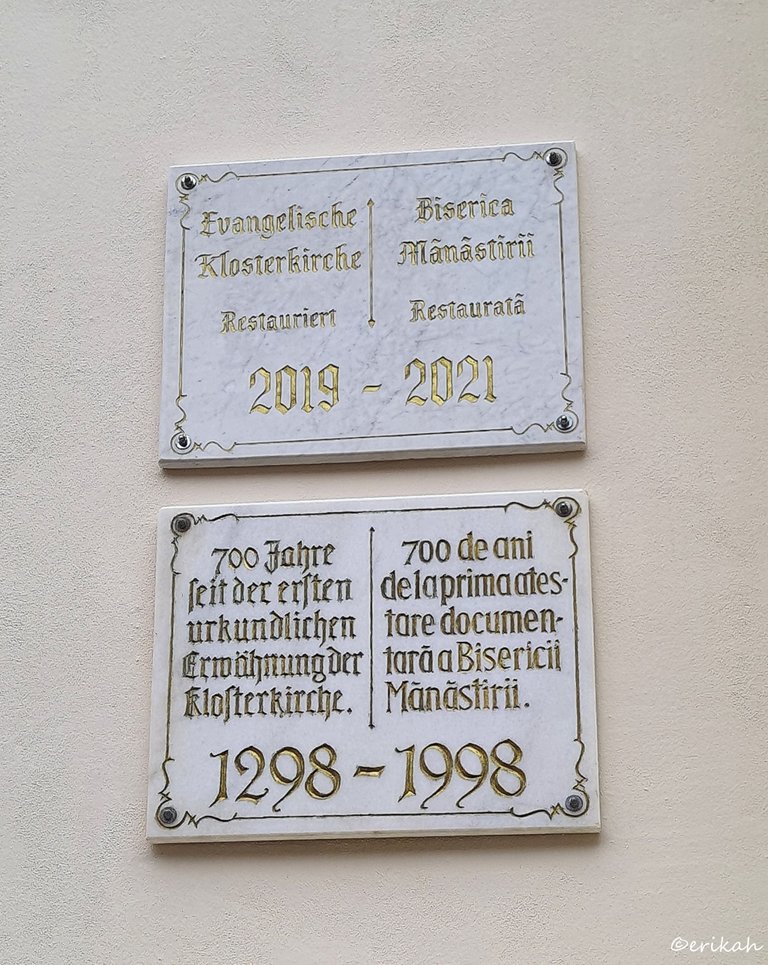 Evangelische
Klosterkirche
Restauriert
Biserica
Mănăstirii
Restaurată
2019 - 2021
700 Jahre
seit der ersten
urkundlichen
Erwähnung der
Klosterkirche.
700 de ani
de la prima ates-
tare documen-
tară a Bisericii
Mănăstirii.
1298 - 1998
©erikah